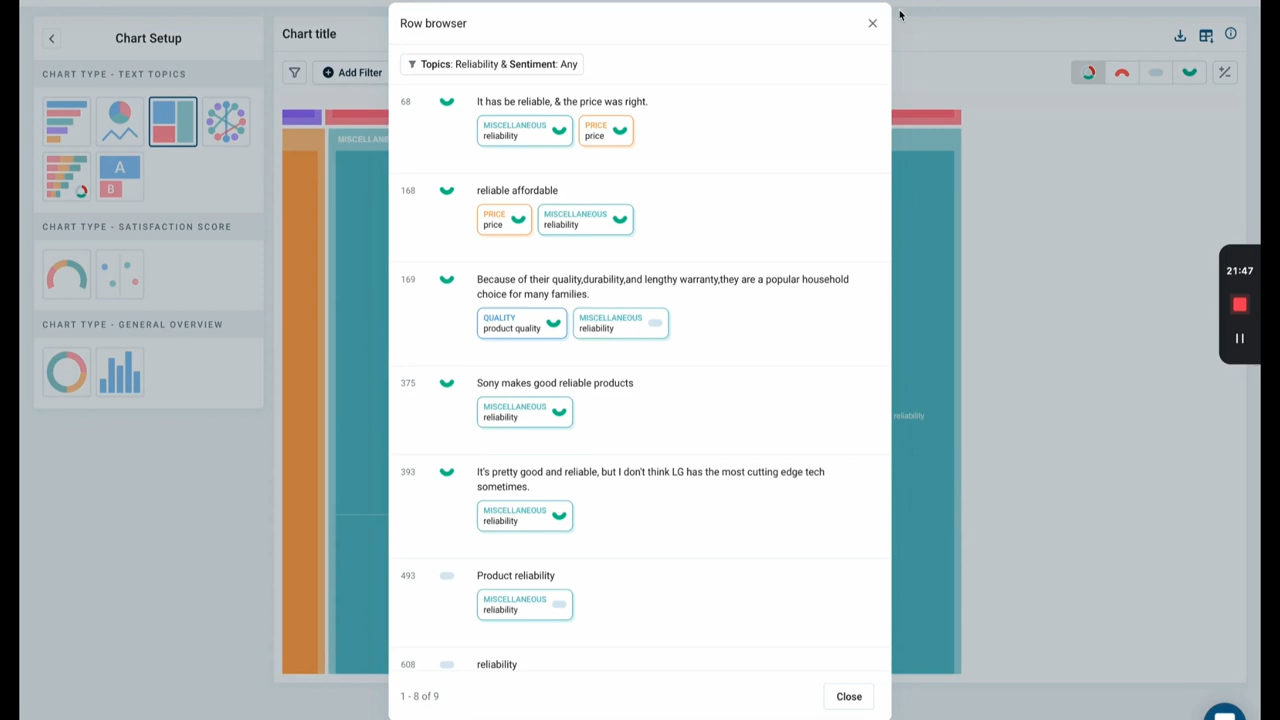 Row browser
Chart Setup
Chart title
Topics: Reliability & Sentiment: Any
CHART TYPE - TEXT TOPICS
Add Filter
68
It has be reliable, & the price was right.
MISCELLANEOUS
reliability
PRICE
price
MISCELLANE
A
B
168
reliable affordable
PRICE
price
MISCELLANEOUS
reliability
CHART TYPE - SATISFACTION SCORE
169
Because of their quality,durability,and lengthy warranty,they are a popular household
choice for many families.
QUALITY
product quality
MISCELLANEOUS
reliability
21:47
CHART TYPE - GENERAL OVERVIEW
375
Sony makes good reliable products
MISCELLANEOUS
reliability
reliability
393
It's pretty good and reliable, but I don't think LG has the most cutting edge tech
sometimes.
MISCELLANEOUS
reliability
493
Product reliability
MISCELLANEOUS
reliability
608
reliability
1 - 8 of 9
Close